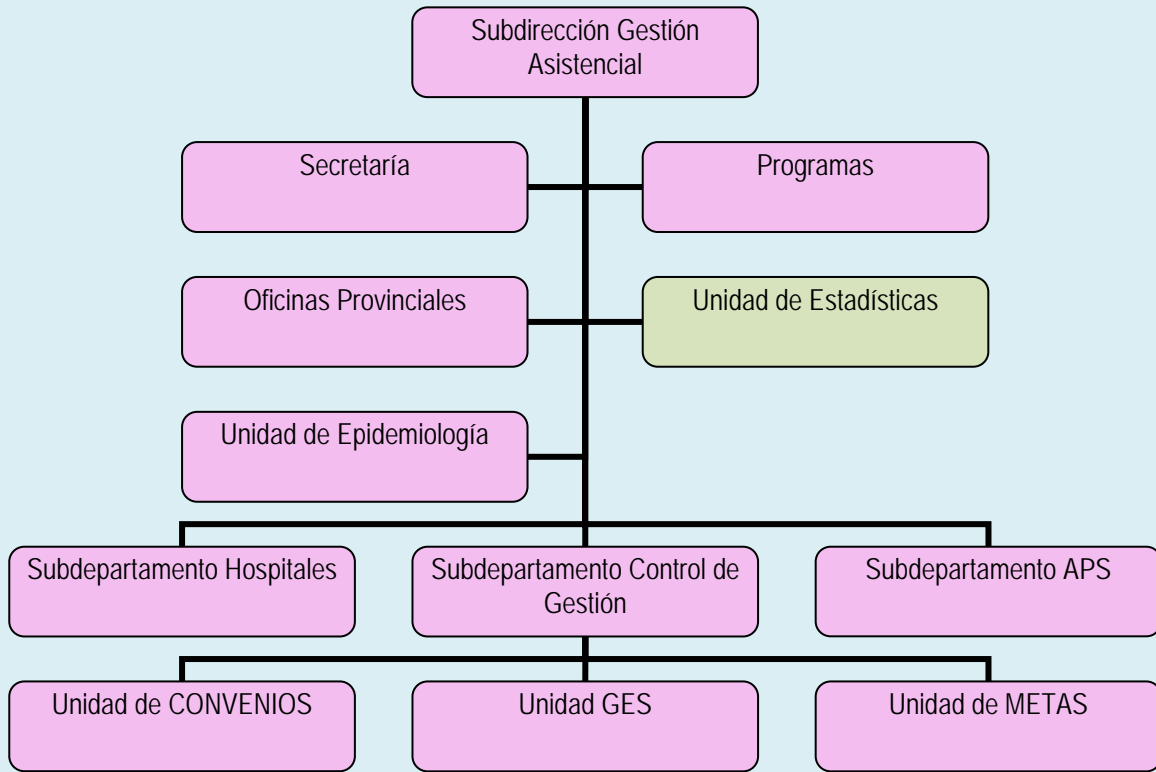 Subdirección Gestión
Asistencial
Secretaría
Programas
Oficinas Provinciales
Unidad de Estadísticas
Unidad de Epidemiología
Subdepartamento Hospitales
Subdepartamento Control de
Gestión
Subdepartamento APS
Unidad de CONVENIOS
Unidad GES
Unidad de METAS